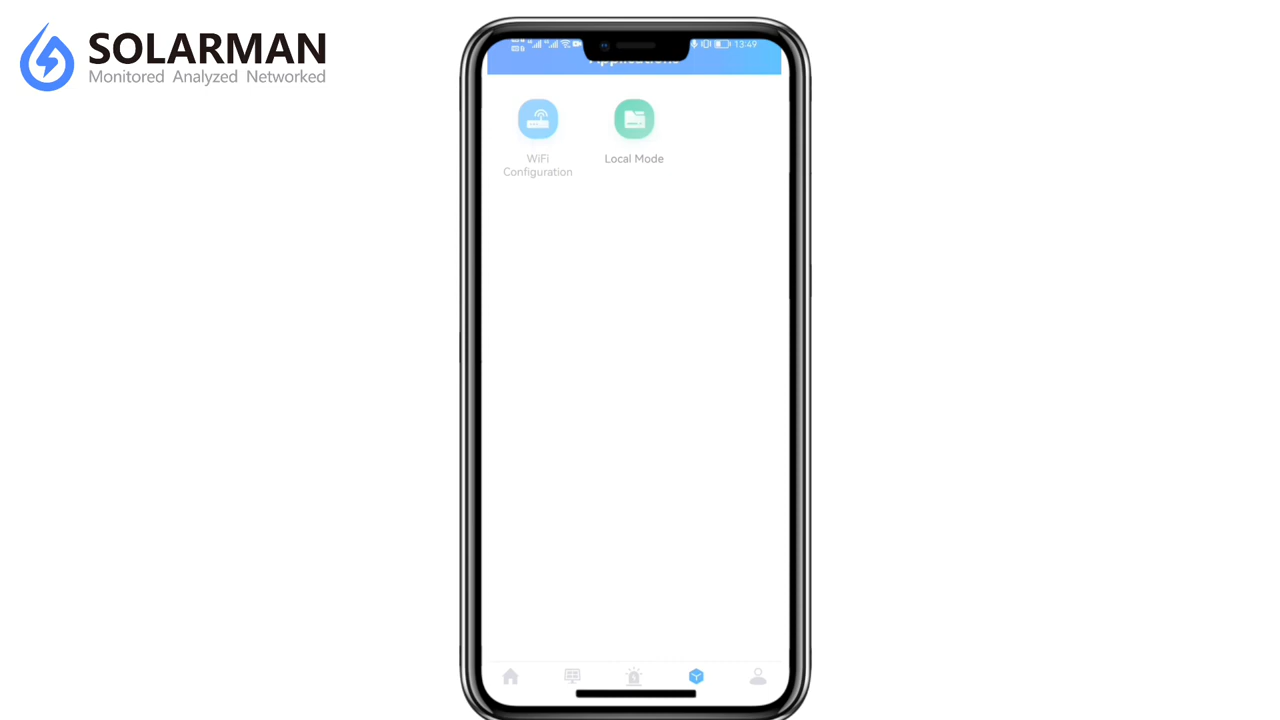 SOLARMAN
Monitored Analyzed Networked
13:49
Applications
WiFi
Configuration
Local Mode